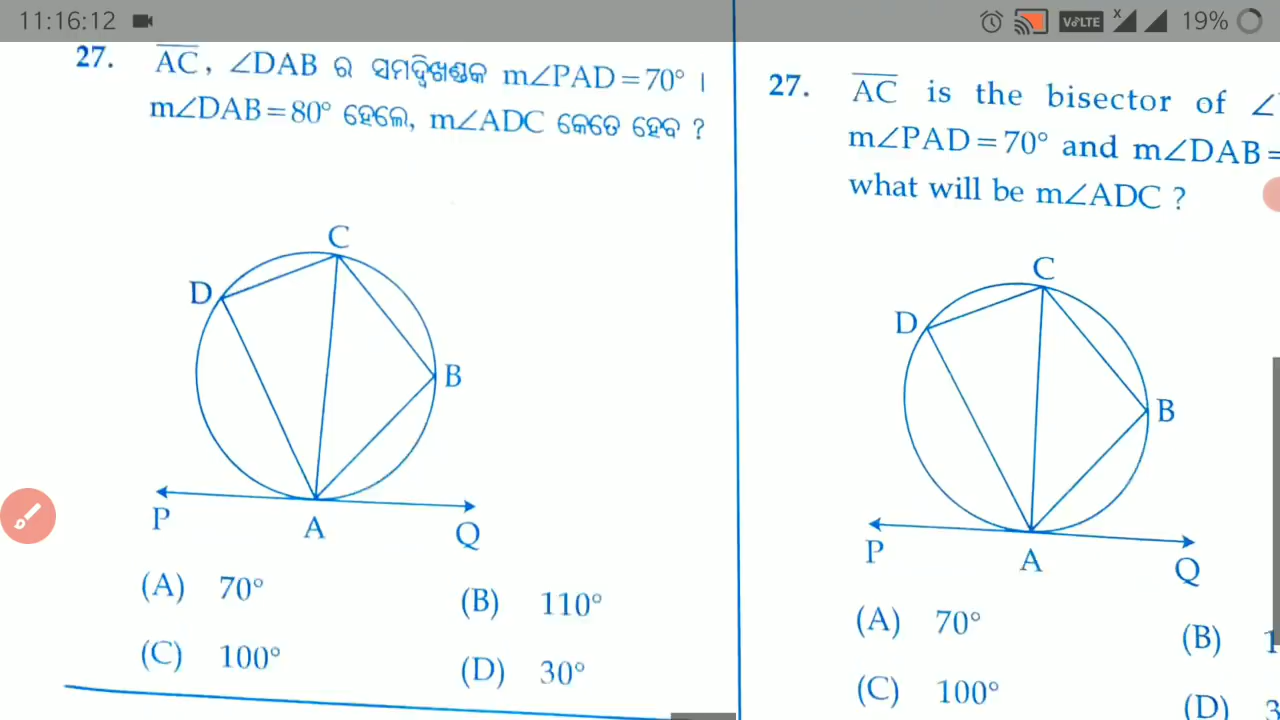 11:16:12
VoLTE
x
19%
27. AC, ∠DAB ର ସମଦ୍ୱିଖଣ୍ଡକ m∠PAD=70° ।
m∠DAB=80° ହେଲେ, m∠ADC କେତେ ହେବ ?
C
D
B
P
A
Q
(A) 70°
(B) 110°
(C) 100°
(D) 30°
27. AC is the bisector of ∠
m∠PAD=70° and m∠DAB=
what will be m∠ADC ?
C
D
B
P
A
Q
(A) 70°
(B) 1
(C) 100°
(D) 3